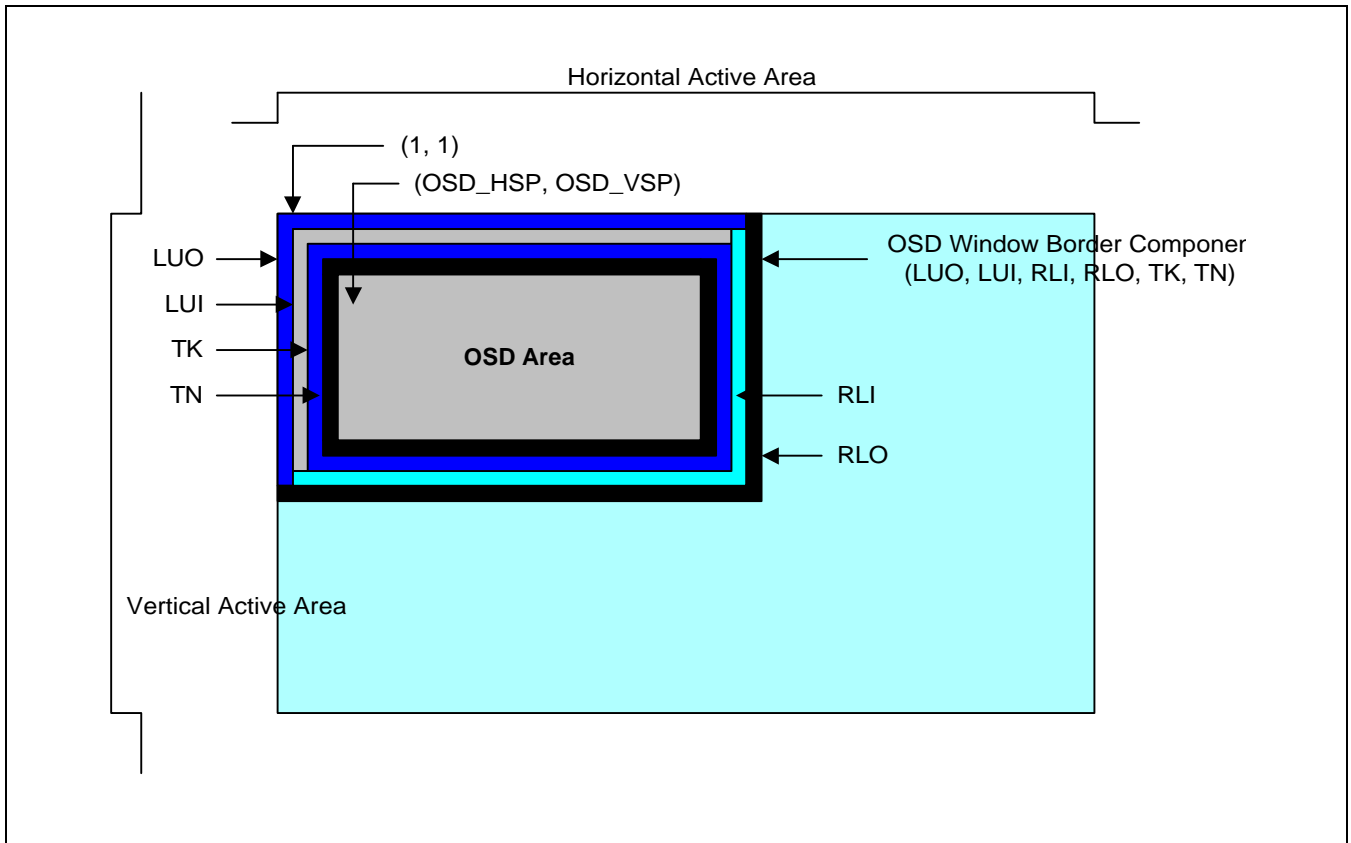 Horizontal Active Area
(1, 1)
(OSD_HSP, OSD_VSP)
LUO
OSD Window Border Componer
(LUO, LUI, RLI, RLO, TK, TN)
LUI
TK
OSD Area
TN
RLI
RLO
Vertical Active Area